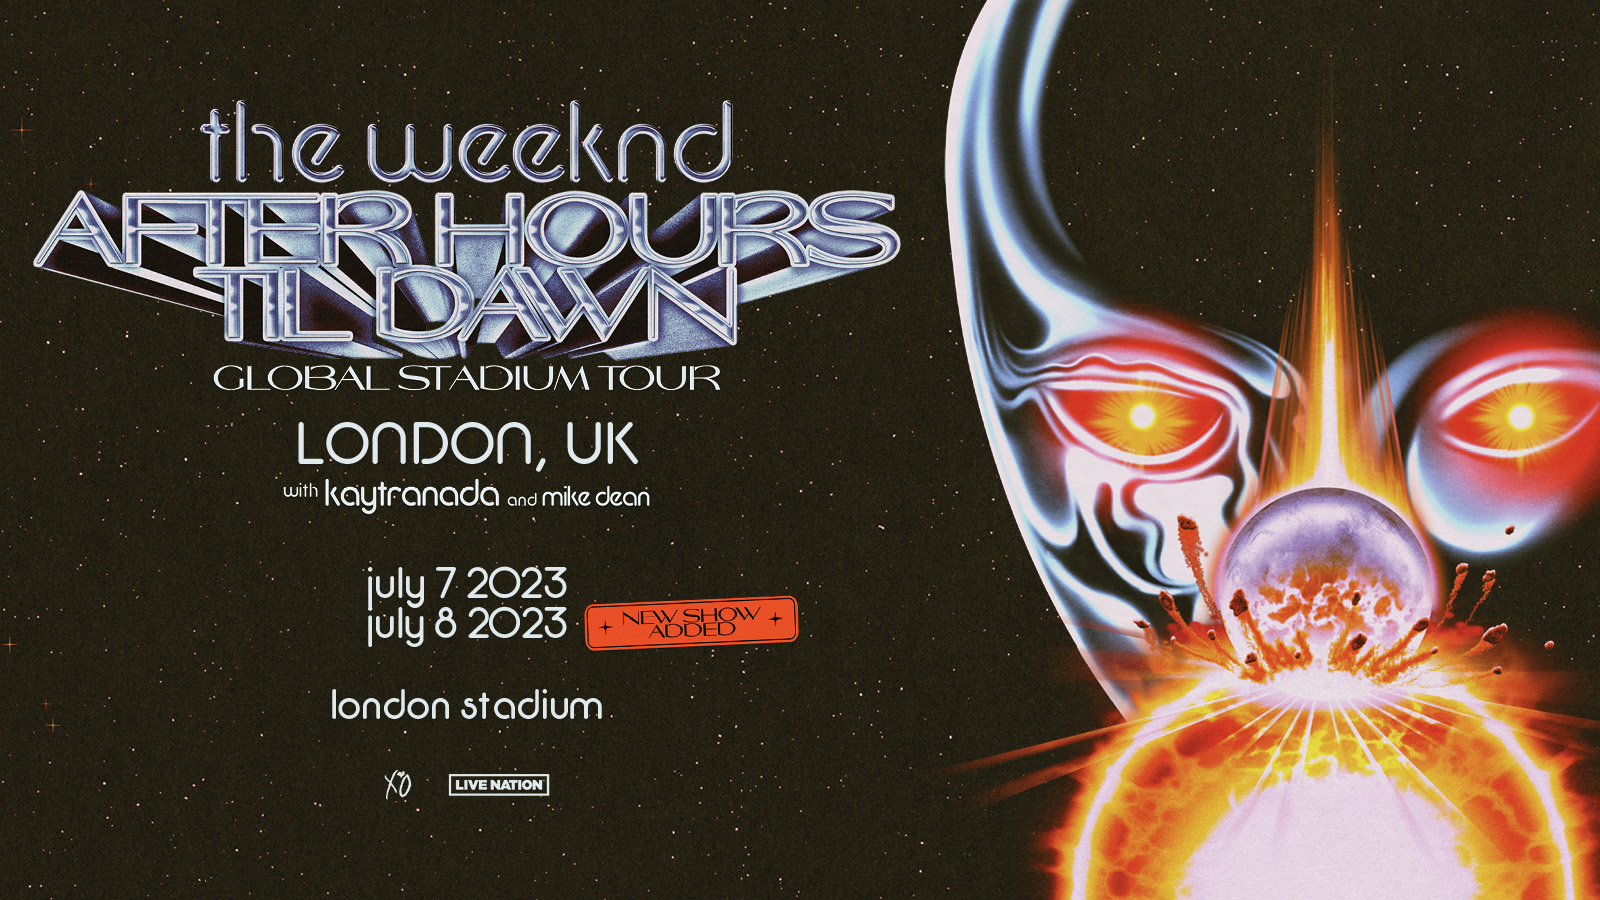 the weeknd
AFTER HOURS
TIL DAWN
GLOBAL STADIUM TOUR
LONDON, UK
with kaytranada and mike dean
july 7 2023
july 8 2023
NEW SHOW
ADDED
london stadium
XO
LIVE NATION